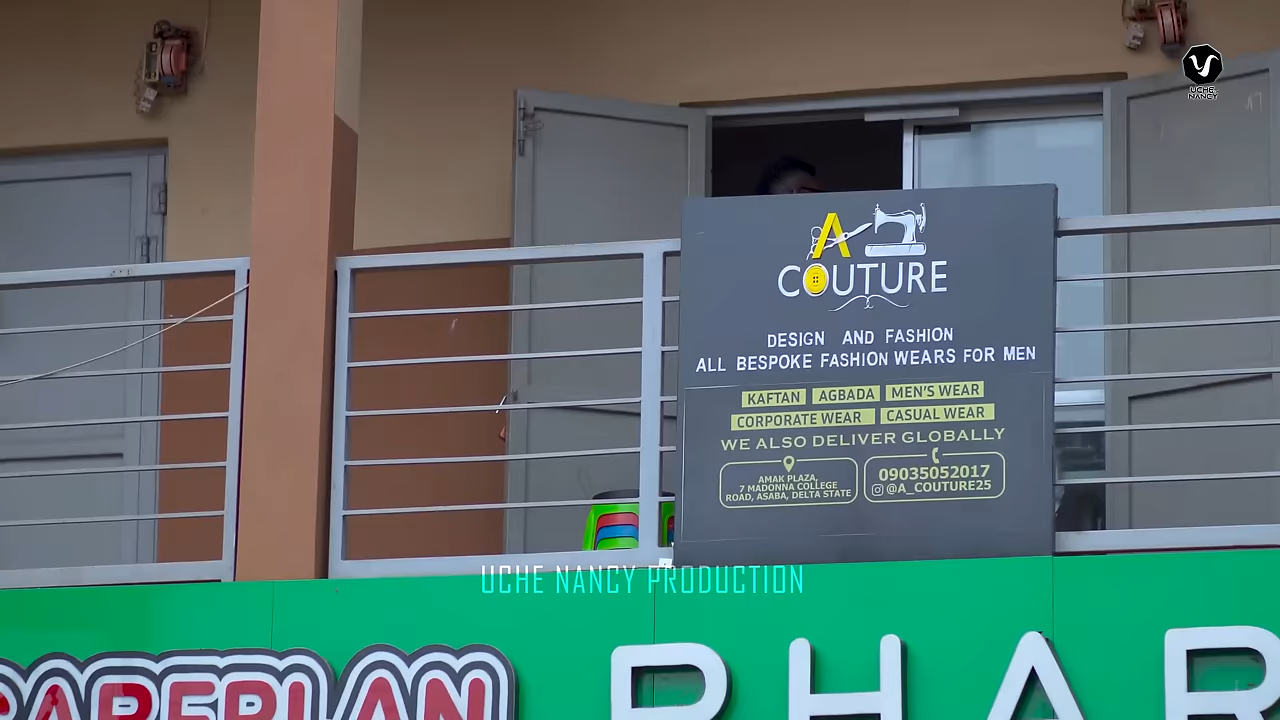 UCHE
NANCY
A
COUTURE
DESIGN AND FASHION
ALL BESPOKE FASHION WEARS FOR MEN
KAFTAN AGBADA MEN'S WEAR
CORPORATE WEAR CASUAL WEAR
WE ALSO DELIVER GLOBALLY
AMAK PLAZA,
7 MADONNA COLLEGE
ROAD, ASABA, DELTA STATE
09035052017
@A_COUTURE25
UCHE NANCY PRODUCTION
PHAR